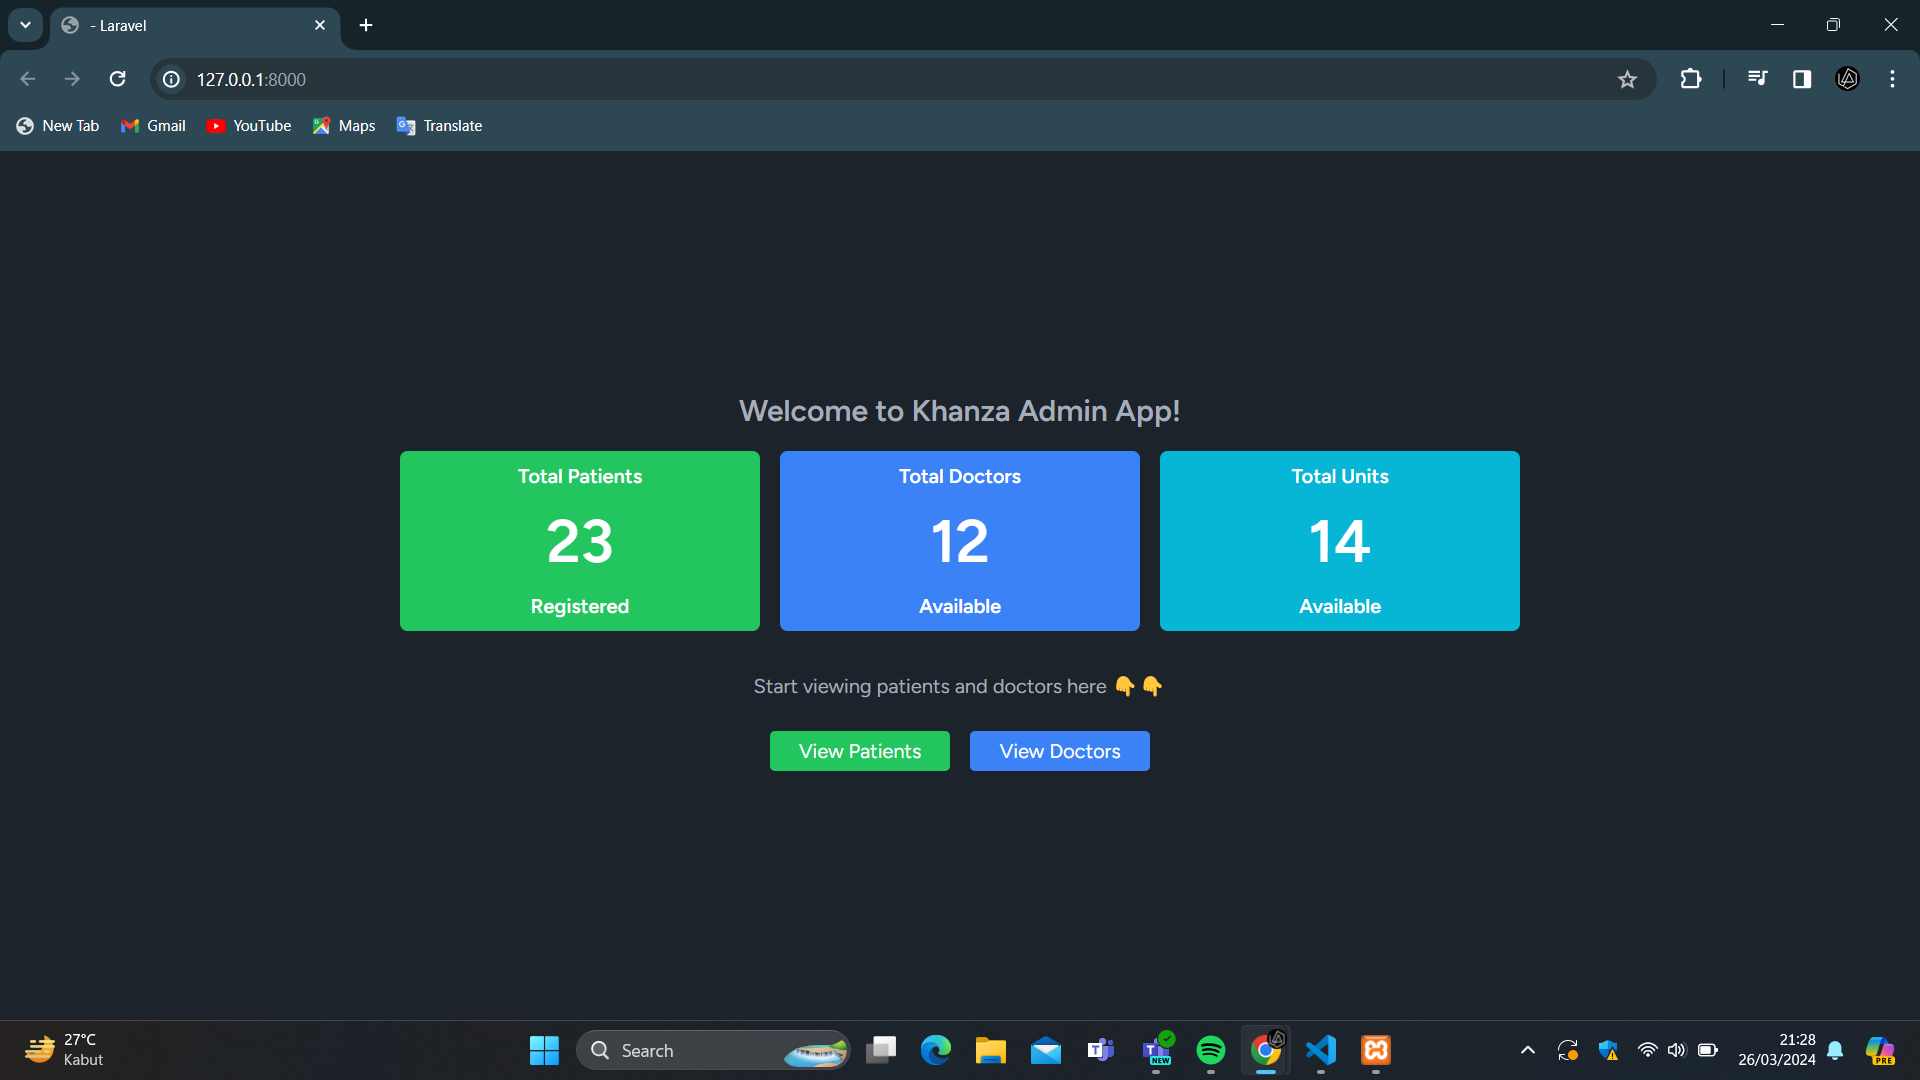 - Laravel
127.0.0.1:8000
New Tab
Gmail
YouTube
Maps
Translate
Welcome to Khanza Admin App!
Total Patients
23
Registered
Total Doctors
12
Available
Total Units
14
Available
Start viewing patients and doctors here 👇👇
View Patients
View Doctors
27°C
Kabut
Search
NEW
21:28
26/03/2024
PRE